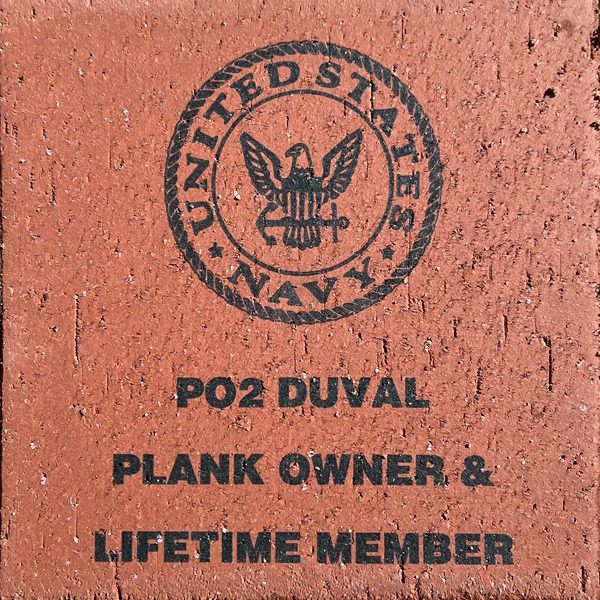 UNITED STATES
NAVY
PO2 DUVAL
PLANK OWNER &
LIFETIME MEMBER